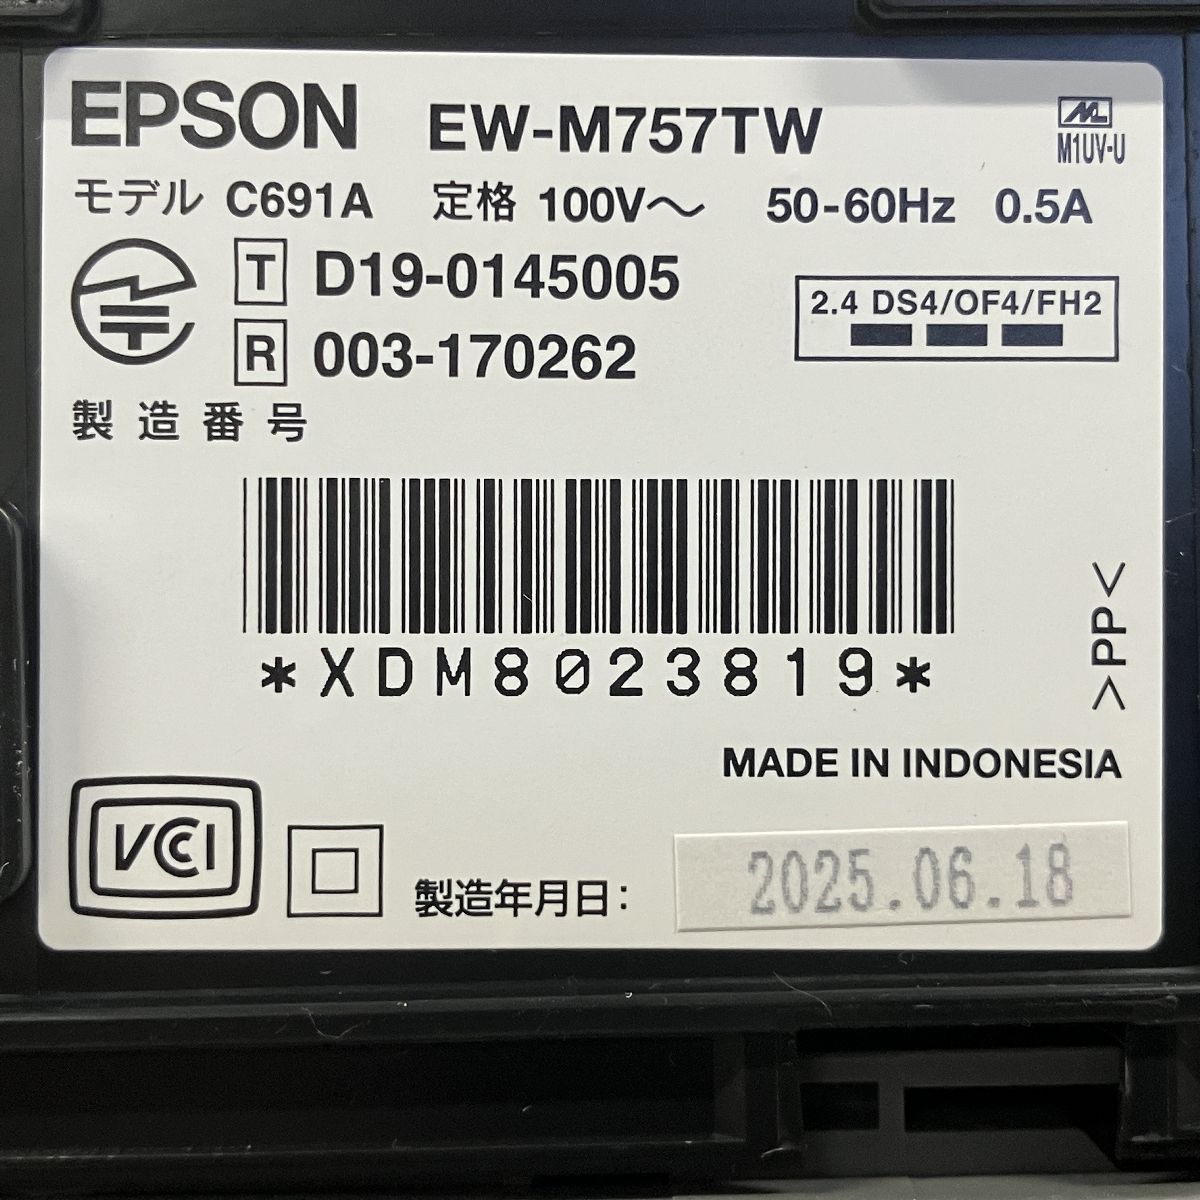 EPSON EW-M757TW
M1UV-U
モデル C691A 定格 100V～ 50-60Hz 0.5A
T D19-0145005
R 003-170262
2.4 DS4/OF4/FH2
製造番号
*XDM8023819*
>PP<
MADE IN INDONESIA
VCCI
製造年月日: 2025.06.18